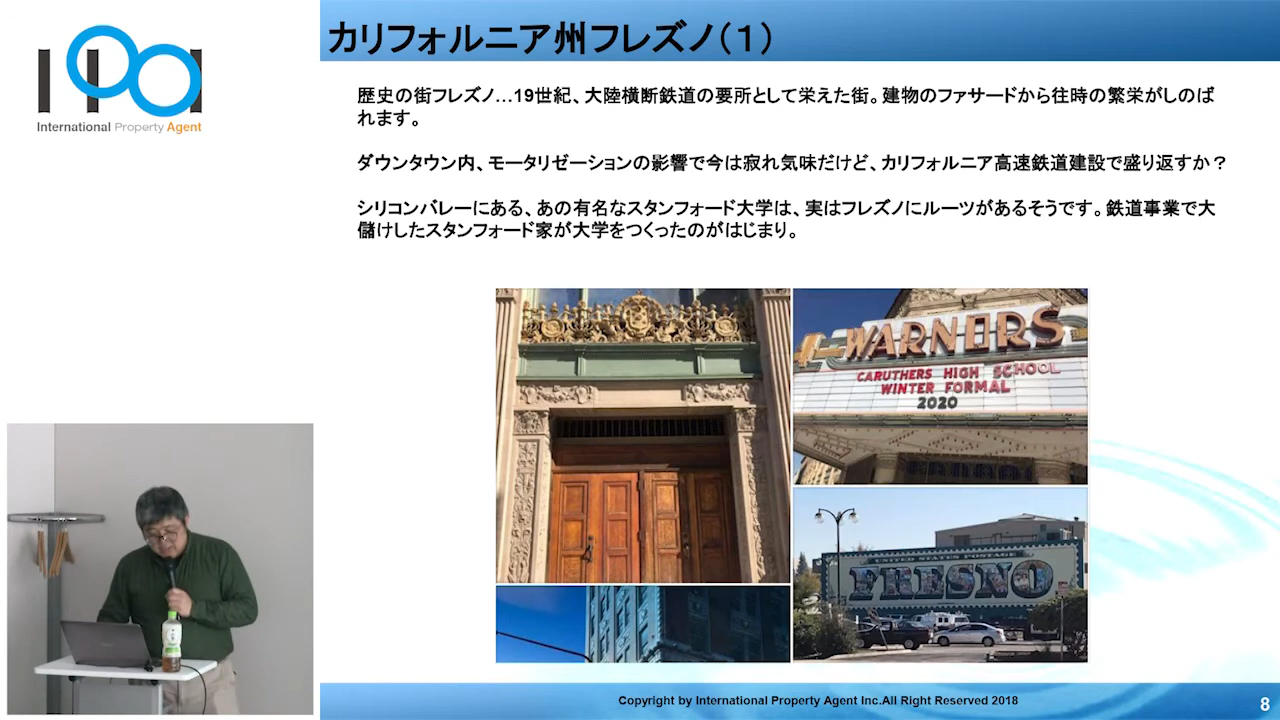 IPA
International Property Agent
カリフォルニア州フレズノ（１）
歴史の街フレズノ…19世紀、大陸横断鉄道の要所として栄えた街。建物のファサードから往時の繁栄がしのば
れます。
ダウンタウン内、モータリゼーションの影響で今は寂れ気味だけど、カリフォルニア高速鉄道建設で盛り返すか？
シリコンバレーにある、あの有名なスタンフォード大学は、実はフレズノにルーツがあるそうです。鉄道事業で大
儲けしたスタンフォード家が大学をつくったのがはじまり。
WARNORS
CARUTHERS HIGH SCHOOL
WINTER FORMAL
2020
UNITED STATES POSTAGE
FRESNO
Copyright by International Property Agent Inc.All Right Reserved 2018
8